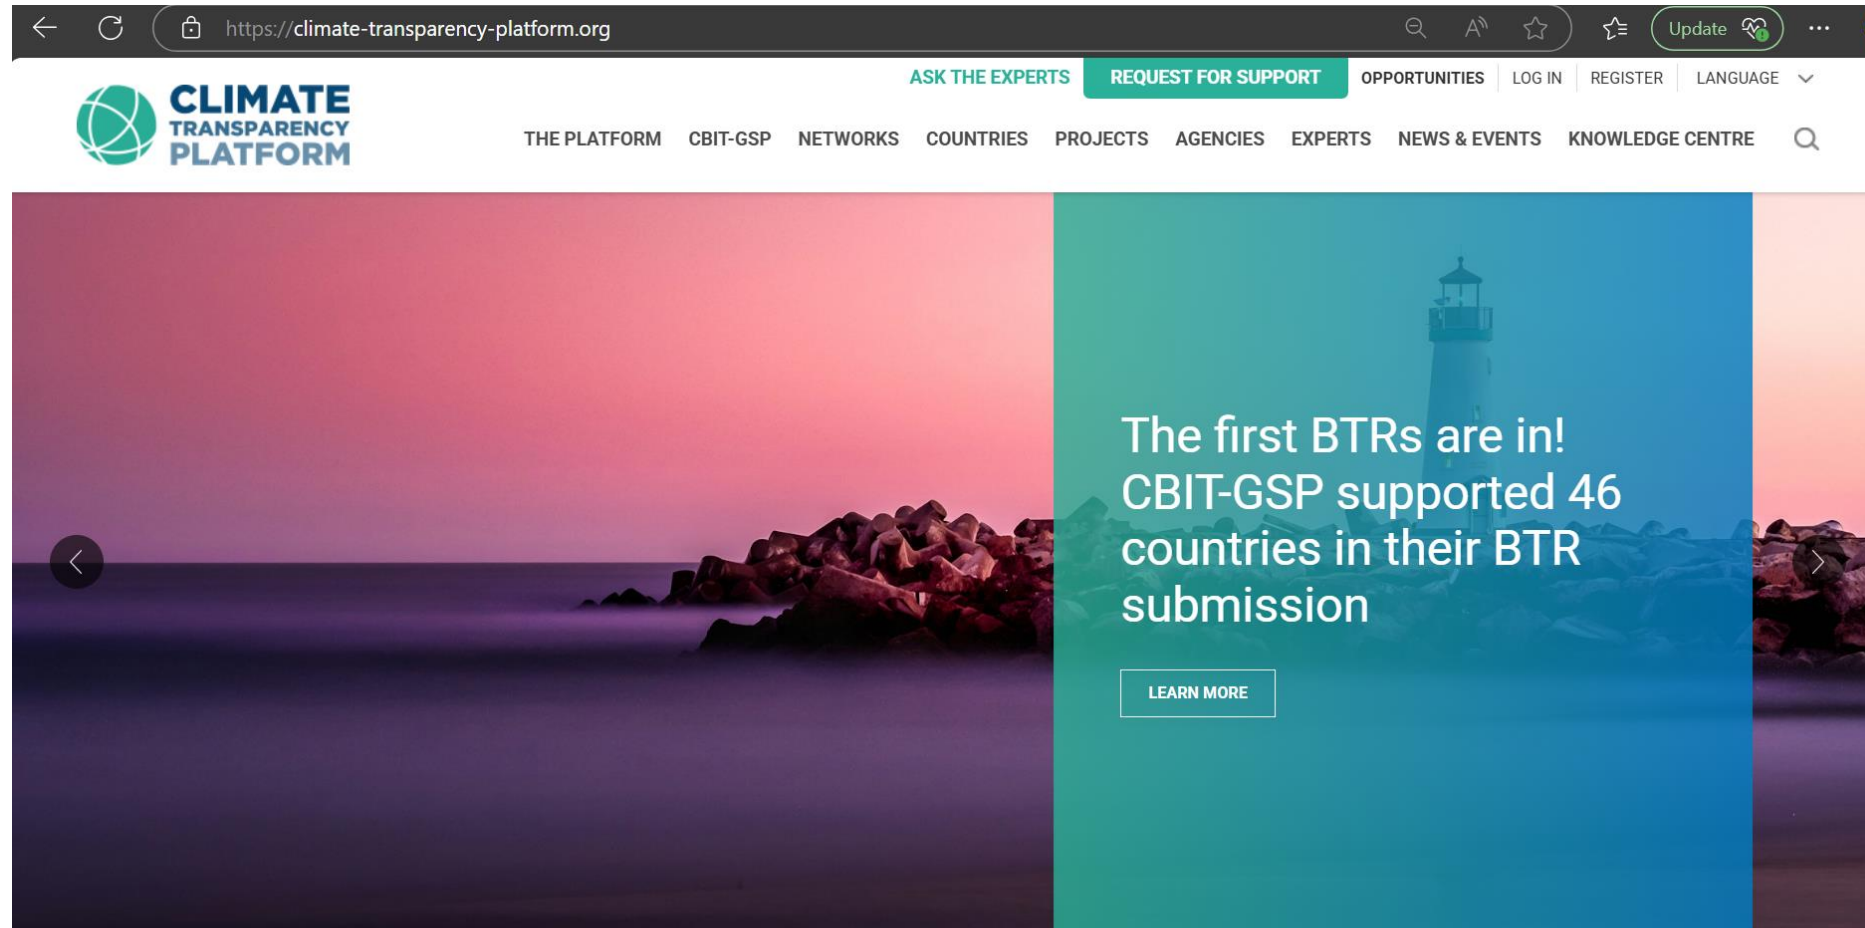 https://climate-transparency-platform.org
Update
ASK THE EXPERTS REQUEST FOR SUPPORT OPPORTUNITIES LOG IN REGISTER LANGUAGE
CLIMATE
TRANSPARENCY
PLATFORM
THE PLATFORM CBIT-GSP NETWORKS COUNTRIES PROJECTS AGENCIES EXPERTS NEWS & EVENTS KNOWLEDGE CENTRE
The first BTRs are in!
CBIT-GSP supported 46
countries in their BTR
submission
LEARN MORE